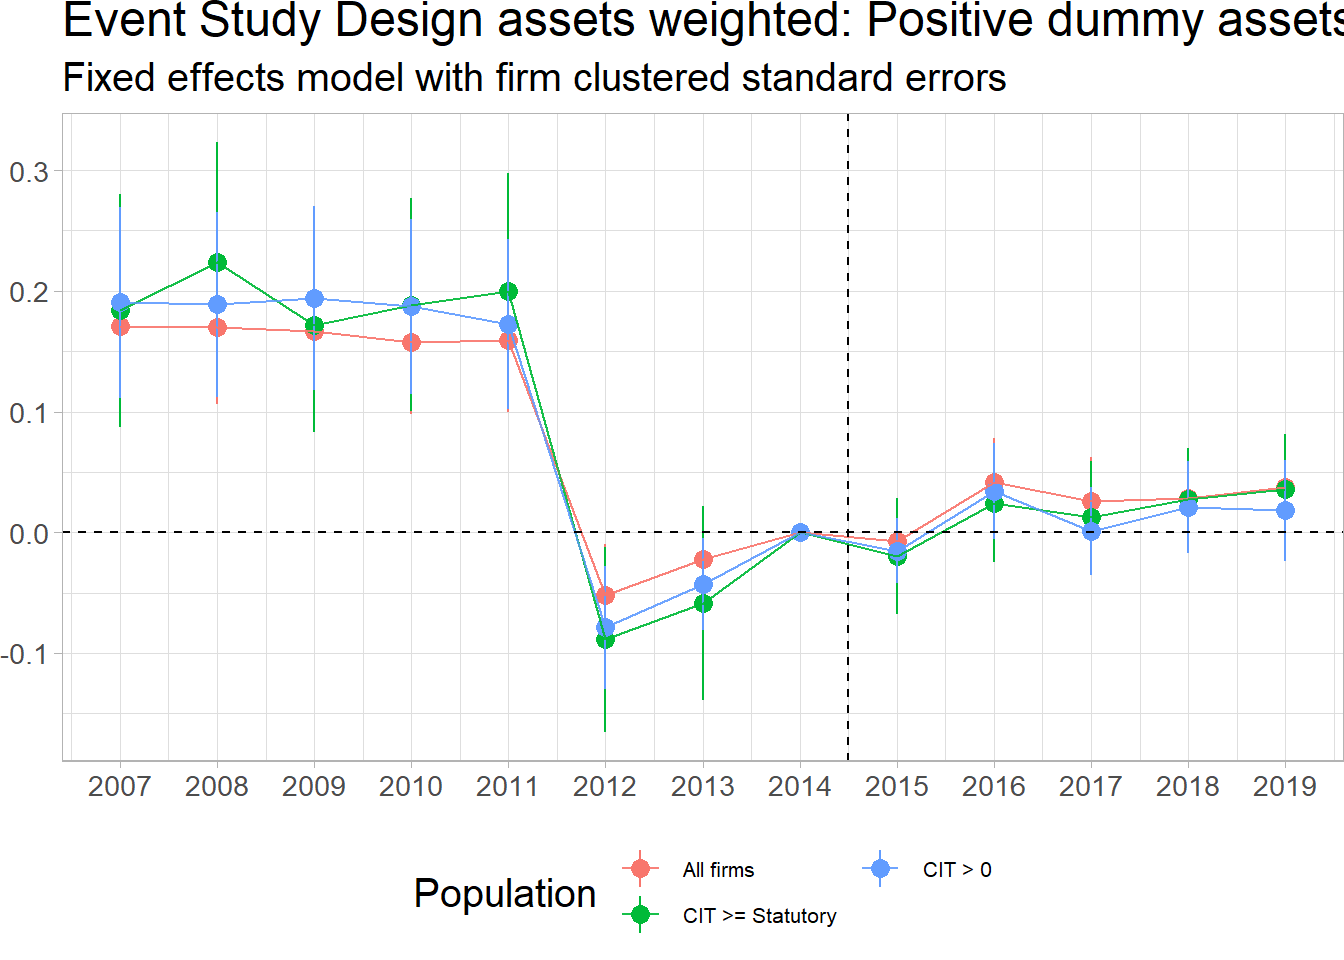 Event Study Design assets weighted: Positive dummy assets
Fixed effects model with firm clustered standard errors
0.3
0.2
0.1
0.0
-0.1
2007 2008 2009 2010 2011 2012 2013 2014 2015 2016 2017 2018 2019
Population
All firms
CIT >= Statutory
CIT > 0